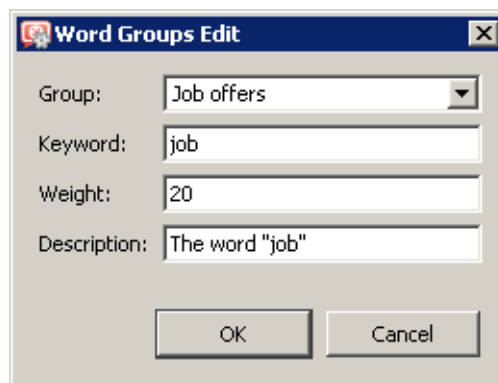 Word Groups Edit
Group: Job offers
Keyword: job
Weight: 20
Description: The word "job"
OK Cancel